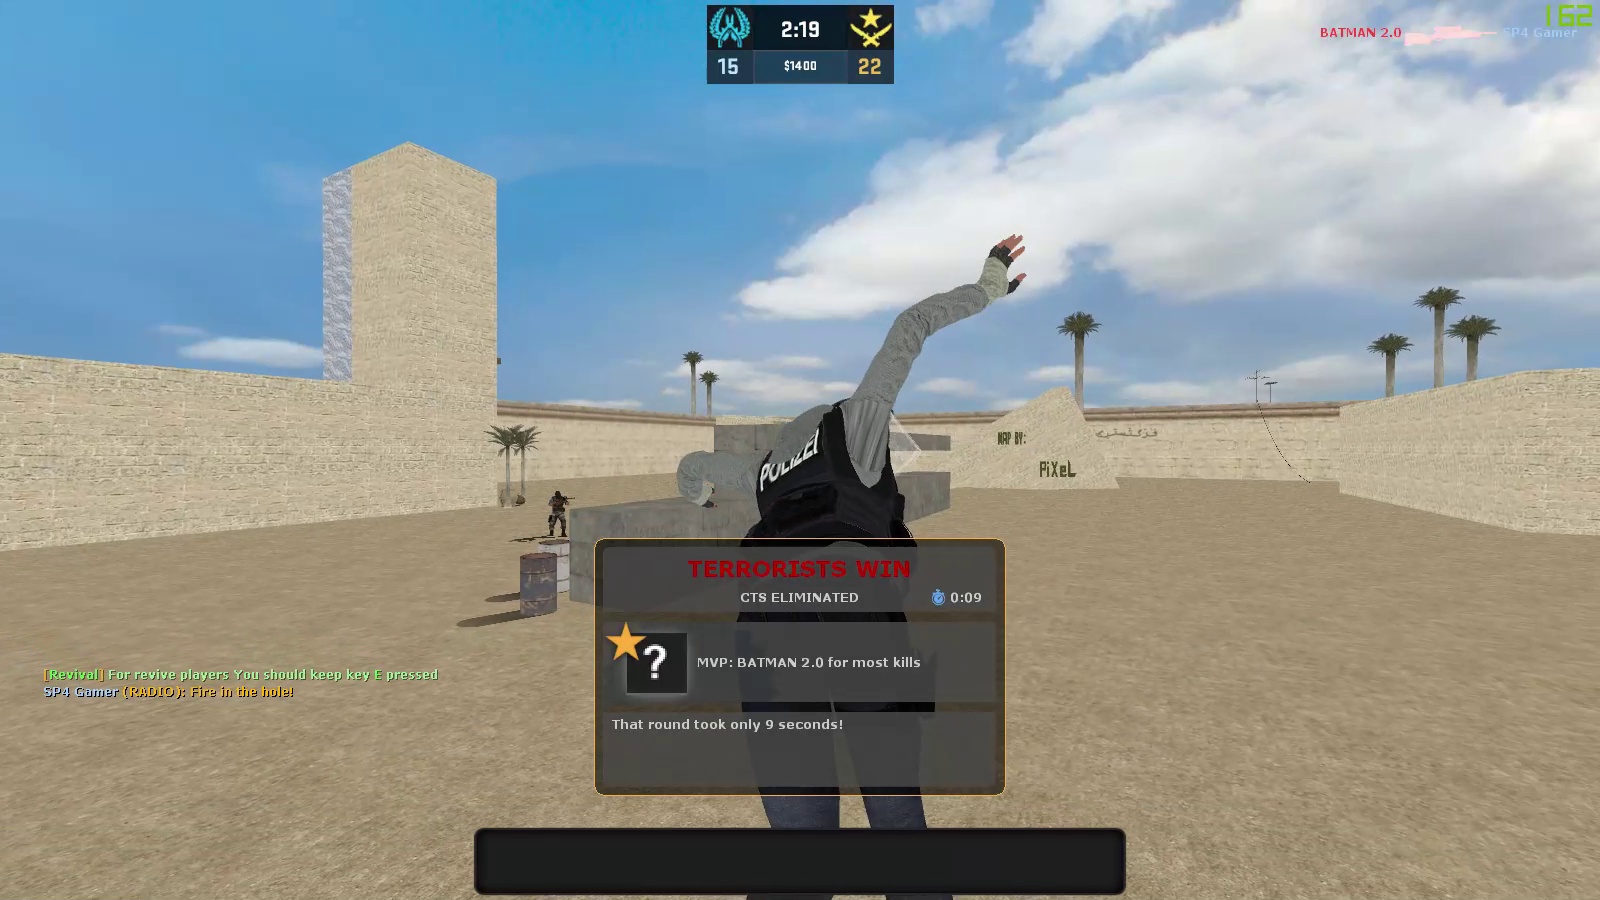 162
2:19
BATMAN 2.0 SP4 Gamer
15 $1400 22
MAP BY:
PiXeL
POLIZEI
TERRORISTS WIN
CTS ELIMINATED 0:09
?
MVP: BATMAN 2.0 for most kills
[Revival] For revive players You should keep key E pressed
SP4 Gamer (RADIO): Fire in the hole!
That round took only 9 seconds!